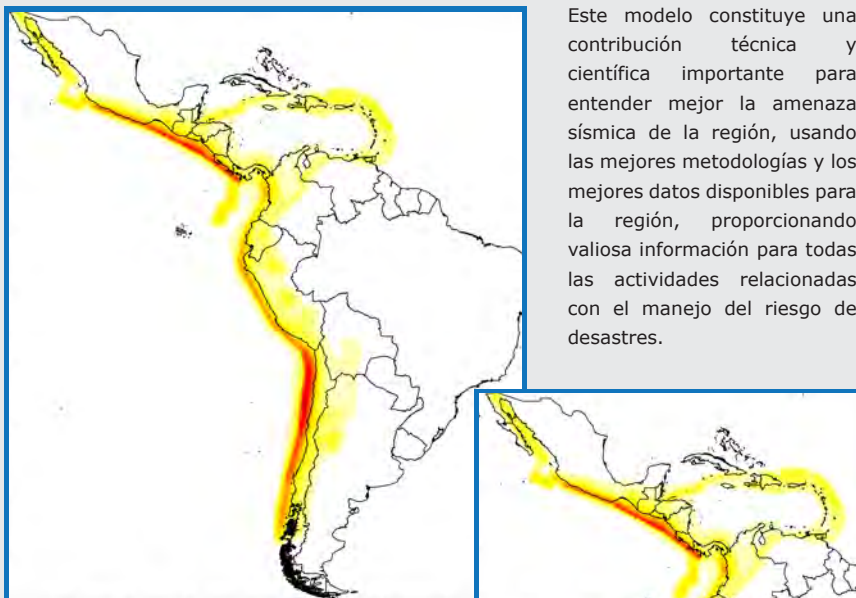 Este modelo constituye una
contribución técnica y
científica importante para
entender mejor la amenaza
sísmica de la región, usando
las mejores metodologías y los
mejores datos disponibles para
la región, proporcionando
valiosa información para todas
las actividades relacionadas
con el manejo del riesgo de
desastres.